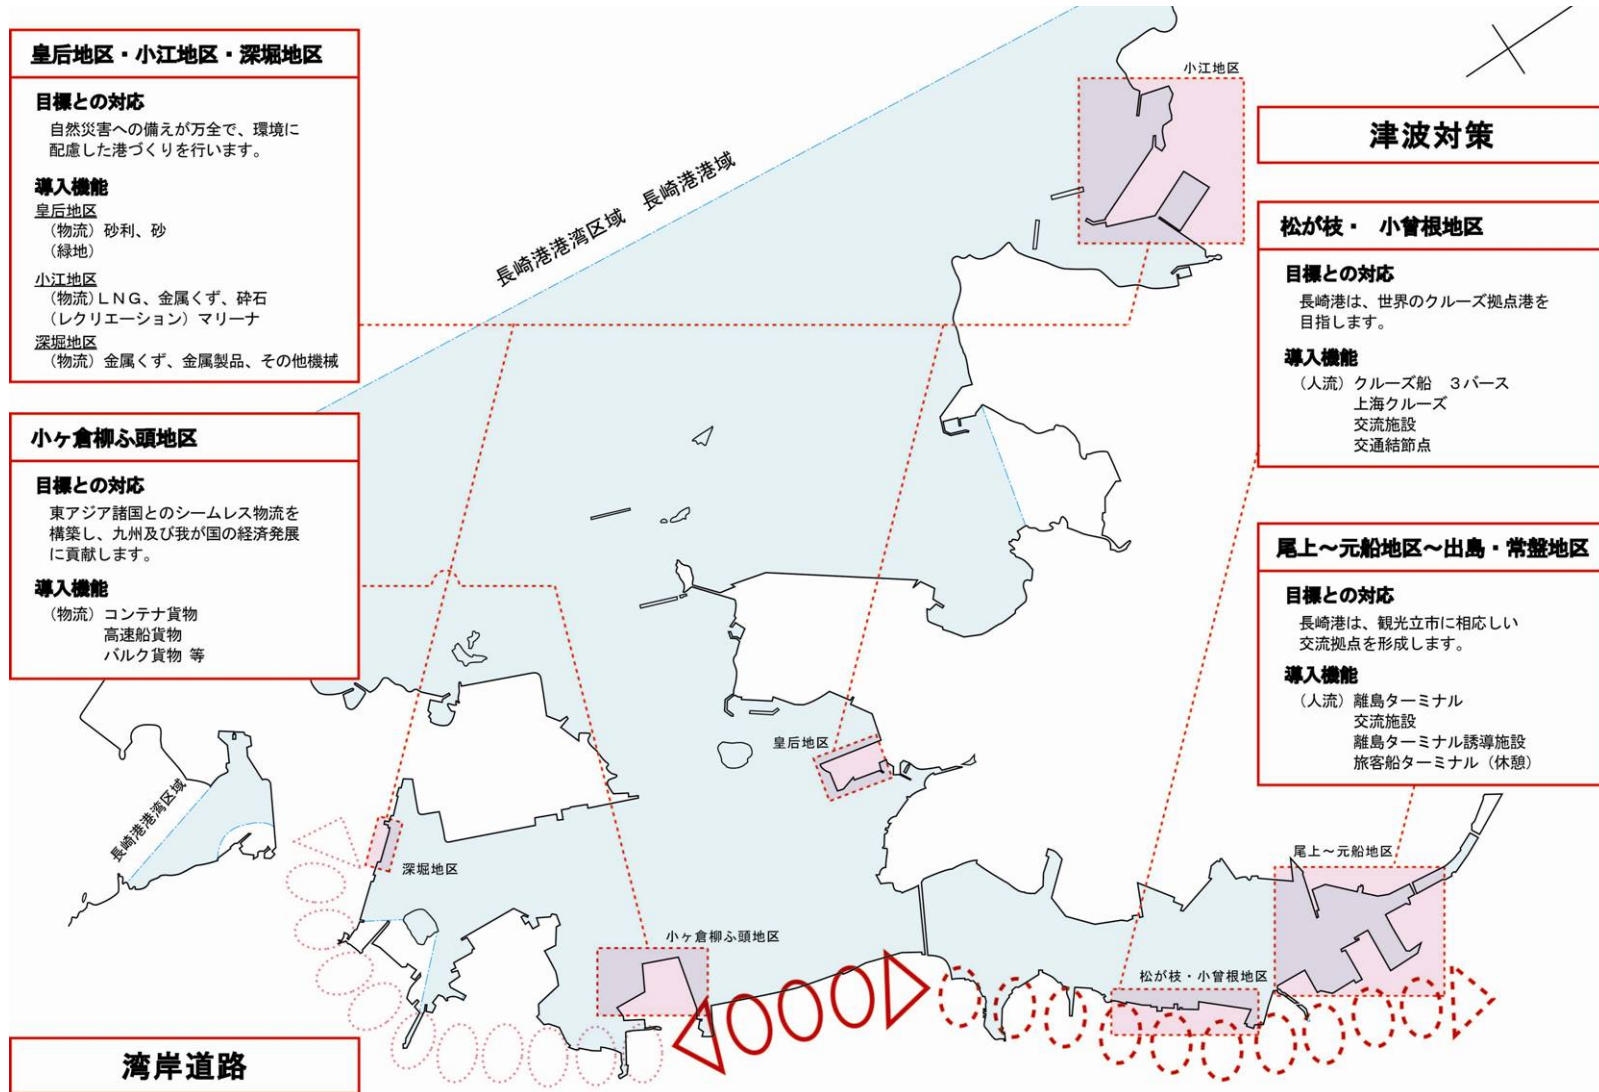 皇后地区・小江地区・深堀地区
目標との対応
自然災害への備えが万全で、環境に
配慮した港づくりを行います。
導入機能
皇后地区
（物流）砂利、砂
（緑地）
小江地区
（物流）ＬＮＧ、金属くず、砕石
（レクリエーション）マリーナ
深堀地区
（物流）金属くず、金属製品、その他機械
小ヶ倉柳ふ頭地区
目標との対応
東アジア諸国とのシームレス物流を
構築し、九州及び我が国の経済発展
に貢献します。
導入機能
（物流）コンテナ貨物
高速船貨物
バルク貨物 等
湾岸道路
長崎港港湾区域　長崎港港域
長崎港港湾区域
小江地区
皇后地区
深堀地区
小ヶ倉柳ふ頭地区
松が枝・小曽根地区
尾上～元船地区
津波対策
松が枝・ 小曽根地区
目標との対応
長崎港は、世界のクルーズ拠点港を
目指します。
導入機能
（人流）クルーズ船　３バース
上海クルーズ
交流施設
交通結節点
尾上～元船地区～出島・常盤地区
目標との対応
長崎港は、観光立市に相応しい
交流拠点を形成します。
導入機能
（人流）離島ターミナル
交流施設
離島ターミナル誘導施設
旅客船ターミナル（休憩）